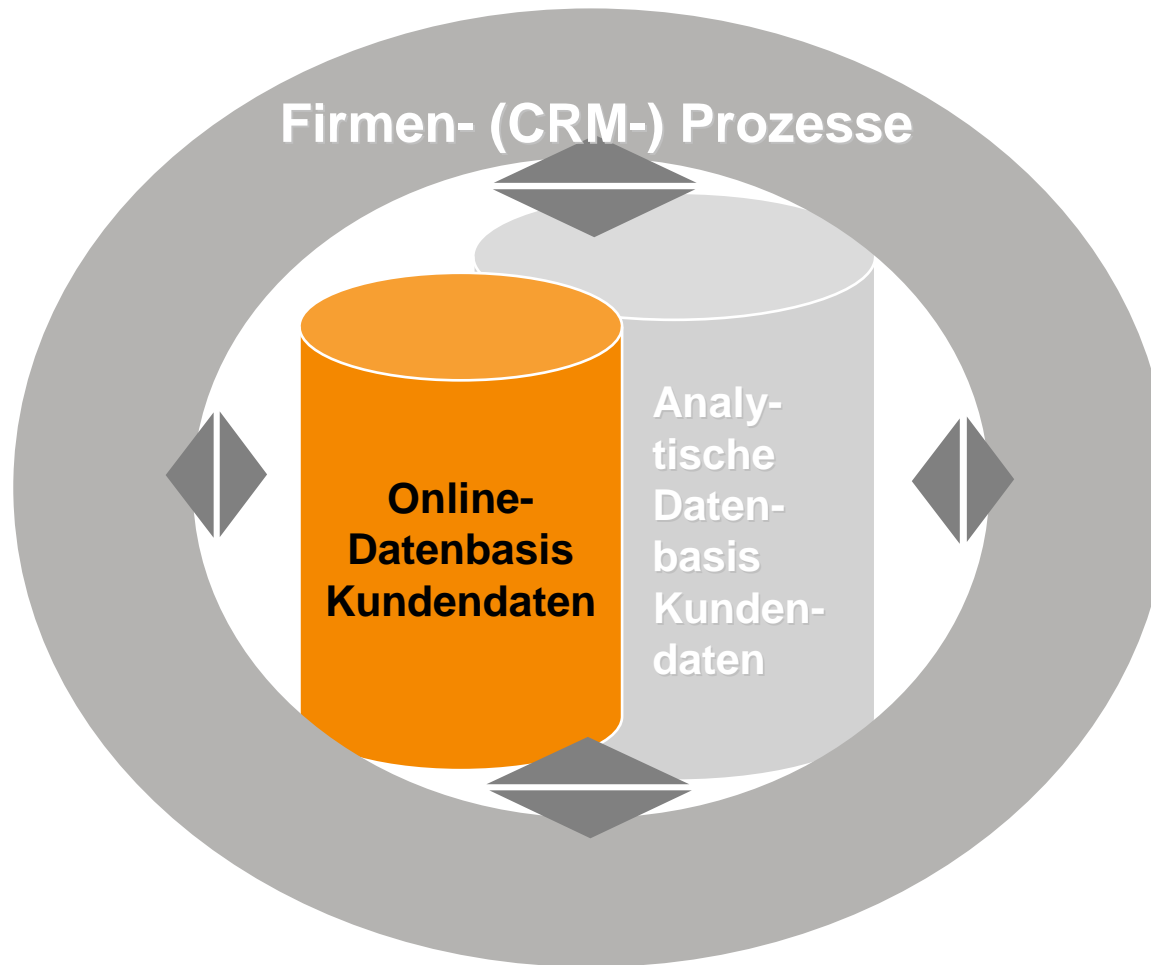 Firmen- (CRM-) Prozesse
Online-
Datenbasis
Kundendaten
Analy-
tische
Daten-
basis
Kunden-
daten